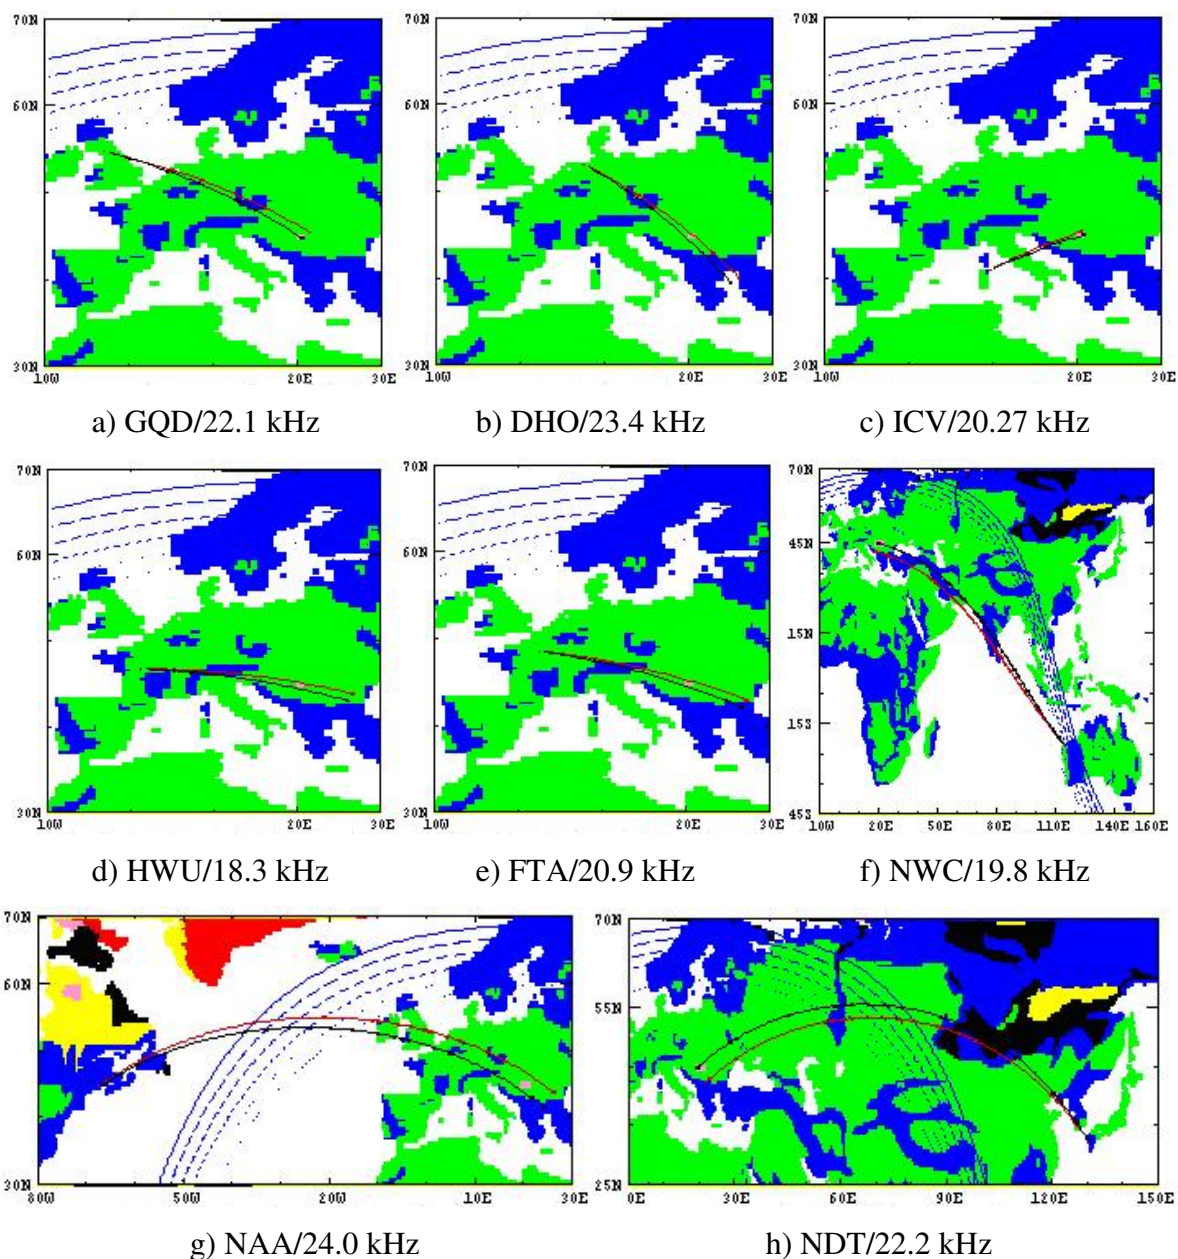 70N 70N 70N
60N 60N 60N
30N 30N 30N
10W 20E 30E 10W 20E 30E 10W 20E 30E
a) GQD/22.1 kHz b) DHO/23.4 kHz c) ICV/20.27 kHz
70N 70N 70N
60N 60N 45N
15N
15S
30N 30N 45S
10W 20E 30E 10W 20E 30E 10W 20E 50E 80E 110E 140E 160E
d) HWU/18.3 kHz e) FTA/20.9 kHz f) NWC/19.8 kHz
70N 70N
60N 55N
30N 25N
80W 50W 20W 10E 30E 0E 30E 60E 90E 120E 150E
g) NAA/24.0 kHz h) NDT/22.2 kHz